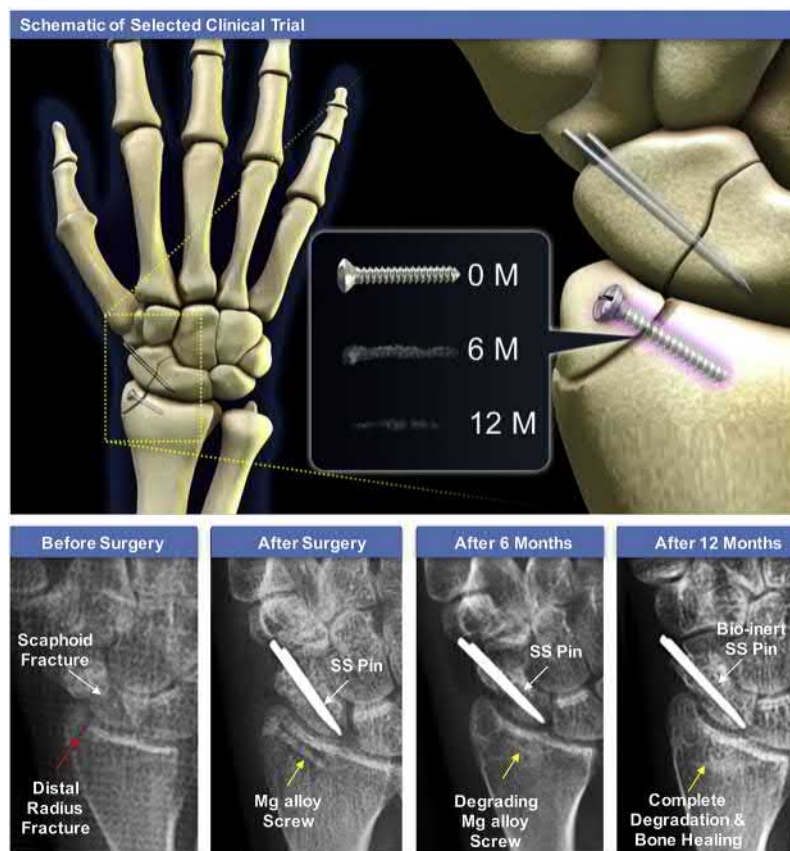 Schematic of Selected Clinical Trial
0 M
6 M
12 M
Before Surgery
After Surgery
After 6 Months
After 12 Months
Scaphoid
Fracture
Distal
Radius
Fracture
SS Pin
Mg alloy
Screw
SS Pin
Degrading
Mg alloy
Screw
Bio-inert
SS Pin
Complete
Degradation &
Bone Healing